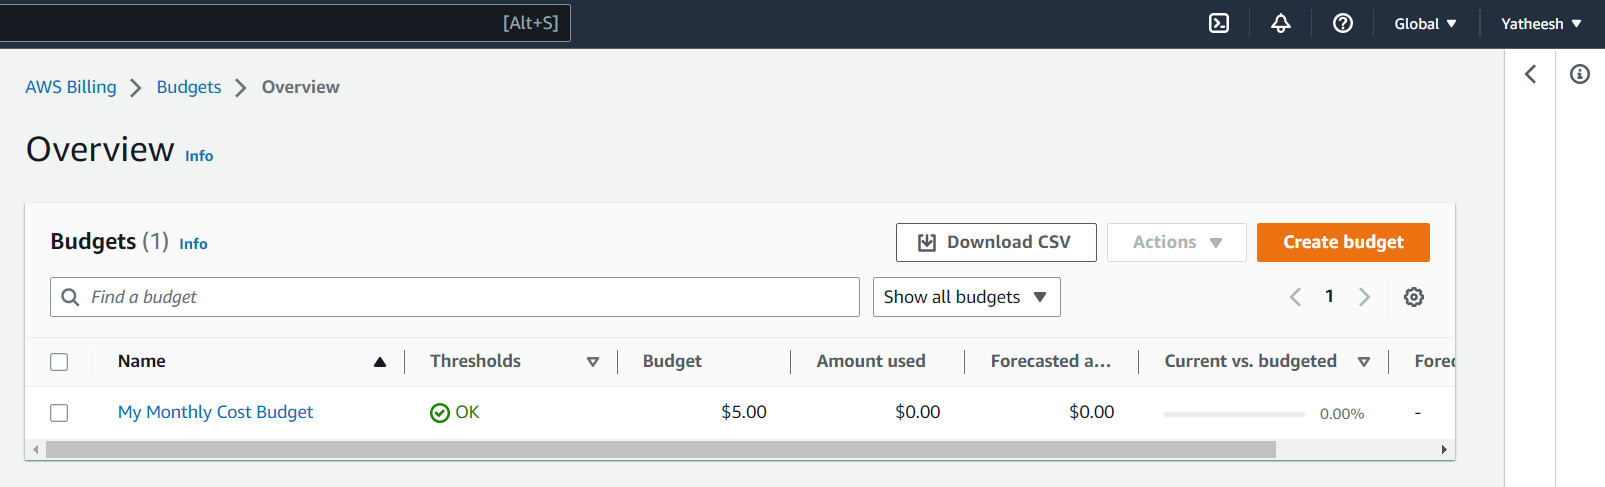 [Alt+S]
Global
Yatheesh
AWS Billing
Budgets
Overview
Overview Info
Budgets (1) Info
Download CSV
Actions
Create budget
Find a budget
Show all budgets
1
Name
Thresholds
Budget
Amount used
Forecasted a...
Current vs. budgeted
Forec
My Monthly Cost Budget
OK
$5.00
$0.00
$0.00
0.00%
-